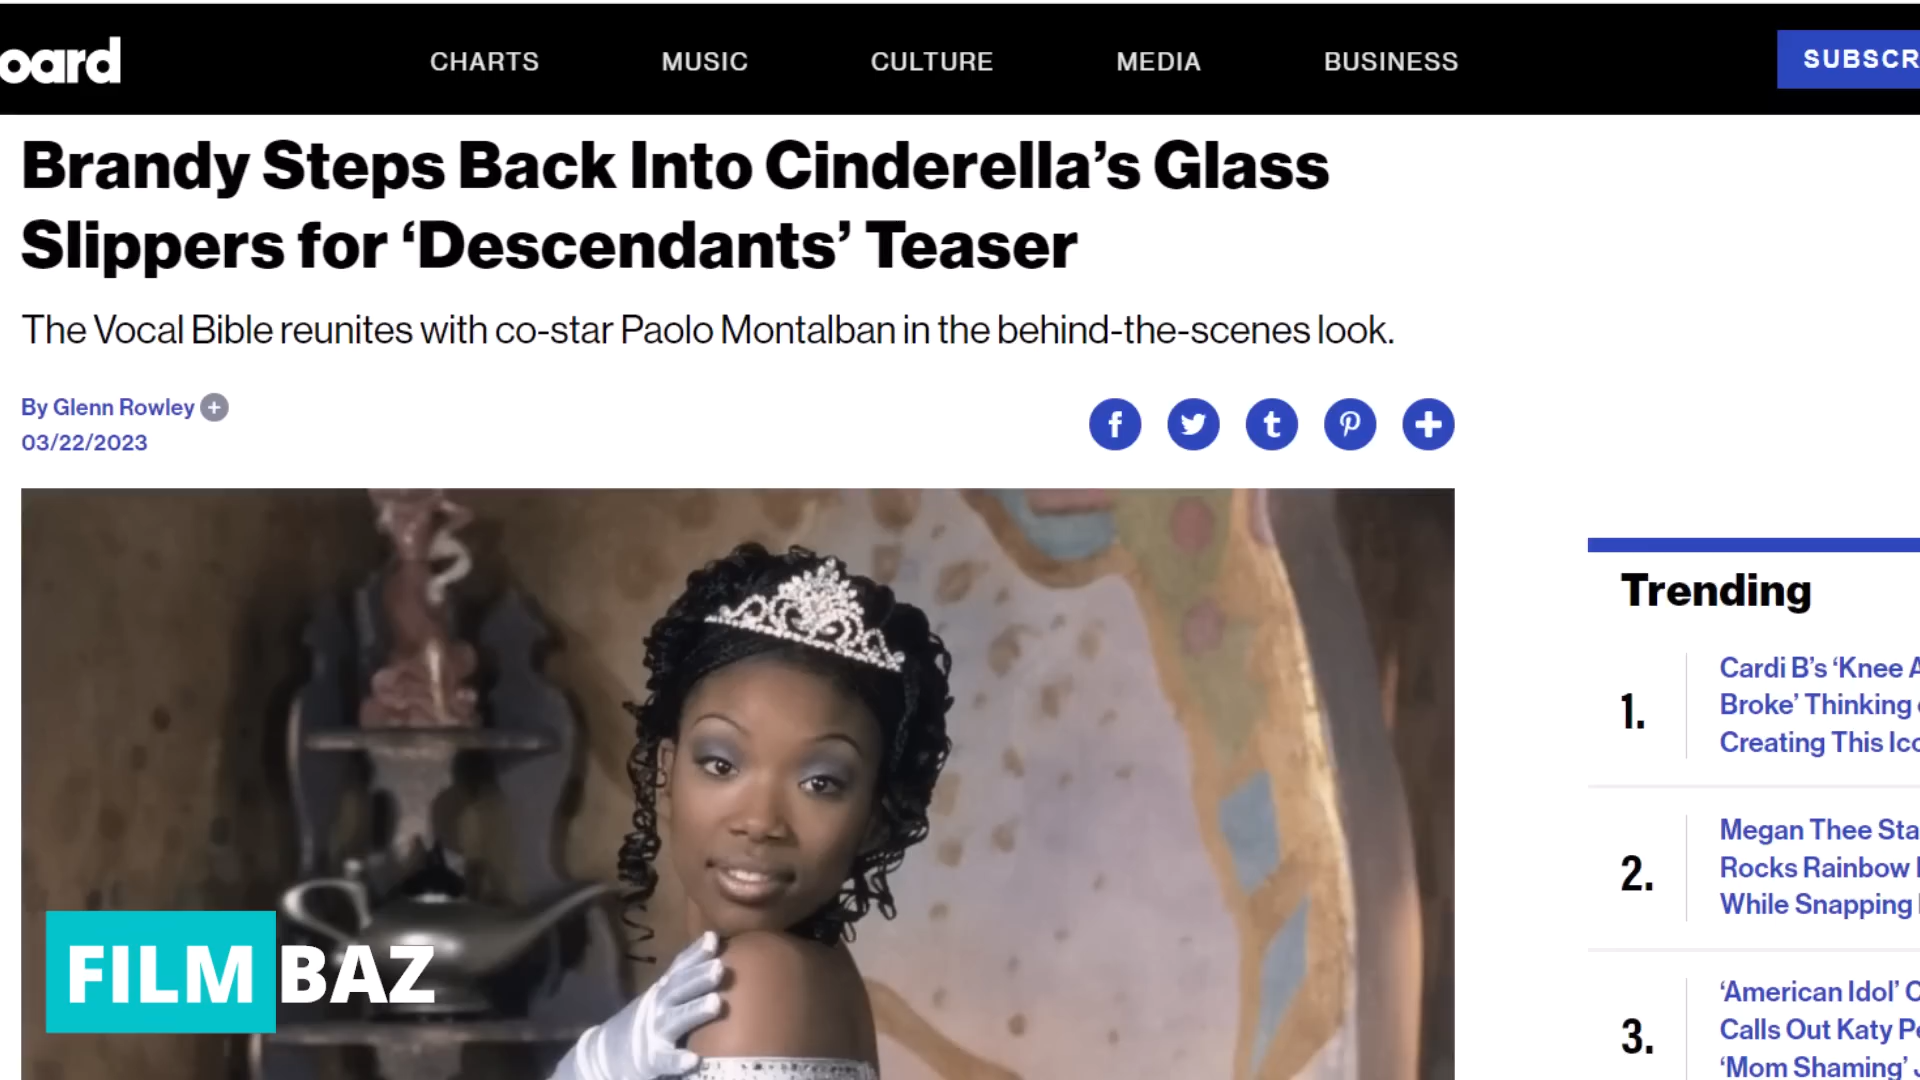 oard
CHARTS
MUSIC
CULTURE
MEDIA
BUSINESS
SUBSCR
Brandy Steps Back Into Cinderella’s Glass
Slippers for ‘Descendants’ Teaser
The Vocal Bible reunites with co-star Paolo Montalban in the behind-the-scenes look.
By Glenn Rowley +
03/22/2023
Trending
1.
Cardi B’s ‘Knee A
Broke’ Thinking
Creating This Ico
2.
Megan Thee Sta
Rocks Rainbow
While Snapping
3.
‘American Idol’ C
Calls Out Katy Pe
‘Mom Shaming’
FILM BAZ